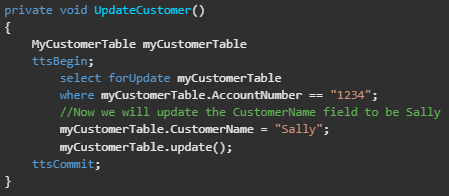 private void UpdateCustomer()
{
    MyCustomerTable myCustomerTable
    ttsBegin;
        select forUpdate myCustomerTable
        where myCustomerTable.AccountNumber == "1234";
        //Now we will update the CustomerName field to be Sally
        myCustomerTable.CustomerName = "Sally";
        myCustomerTable.update();
    ttsCommit;
}